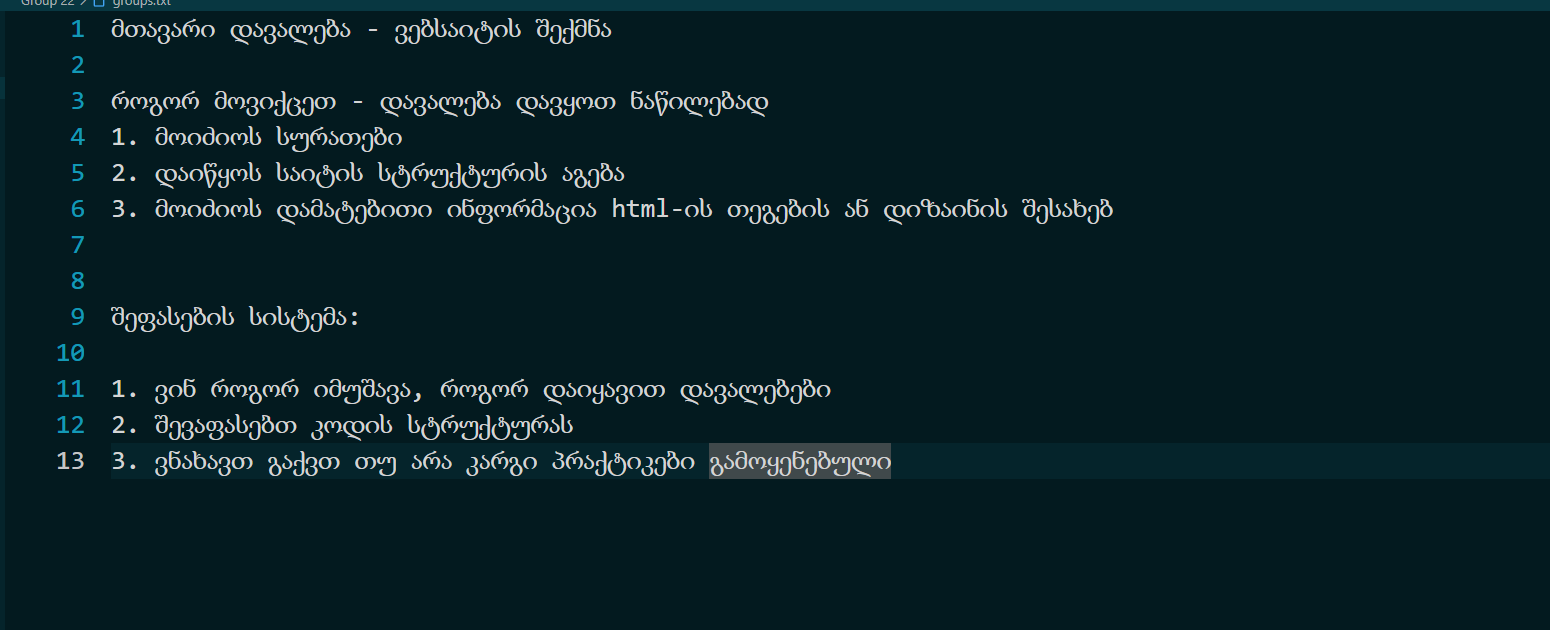 Group 22 > groups.txt
1 მთავარი დავალება - ვებსაიტის შექმნა
2
3 როგორ მოვიქცეთ - დავალება დავყოთ ნაწილებად
4 1. მოიძიოს სურათები
5 2. დაიწყოს საიტის სტრუქტურის აგება
6 3. მოიძიოს დამატებითი ინფორმაცია html-ის თეგების ან დიზაინის შესახებ
7
8
9 შეფასების სისტემა:
10
11 1. ვინ როგორ იმუშავა, როგორ დაიყავით დავალებები
12 2. შევაფასებთ კოდის სტრუქტურას
13 3. ვნახავთ გაქვთ თუ არა კარგი პრაქტიკები გამოყენებული